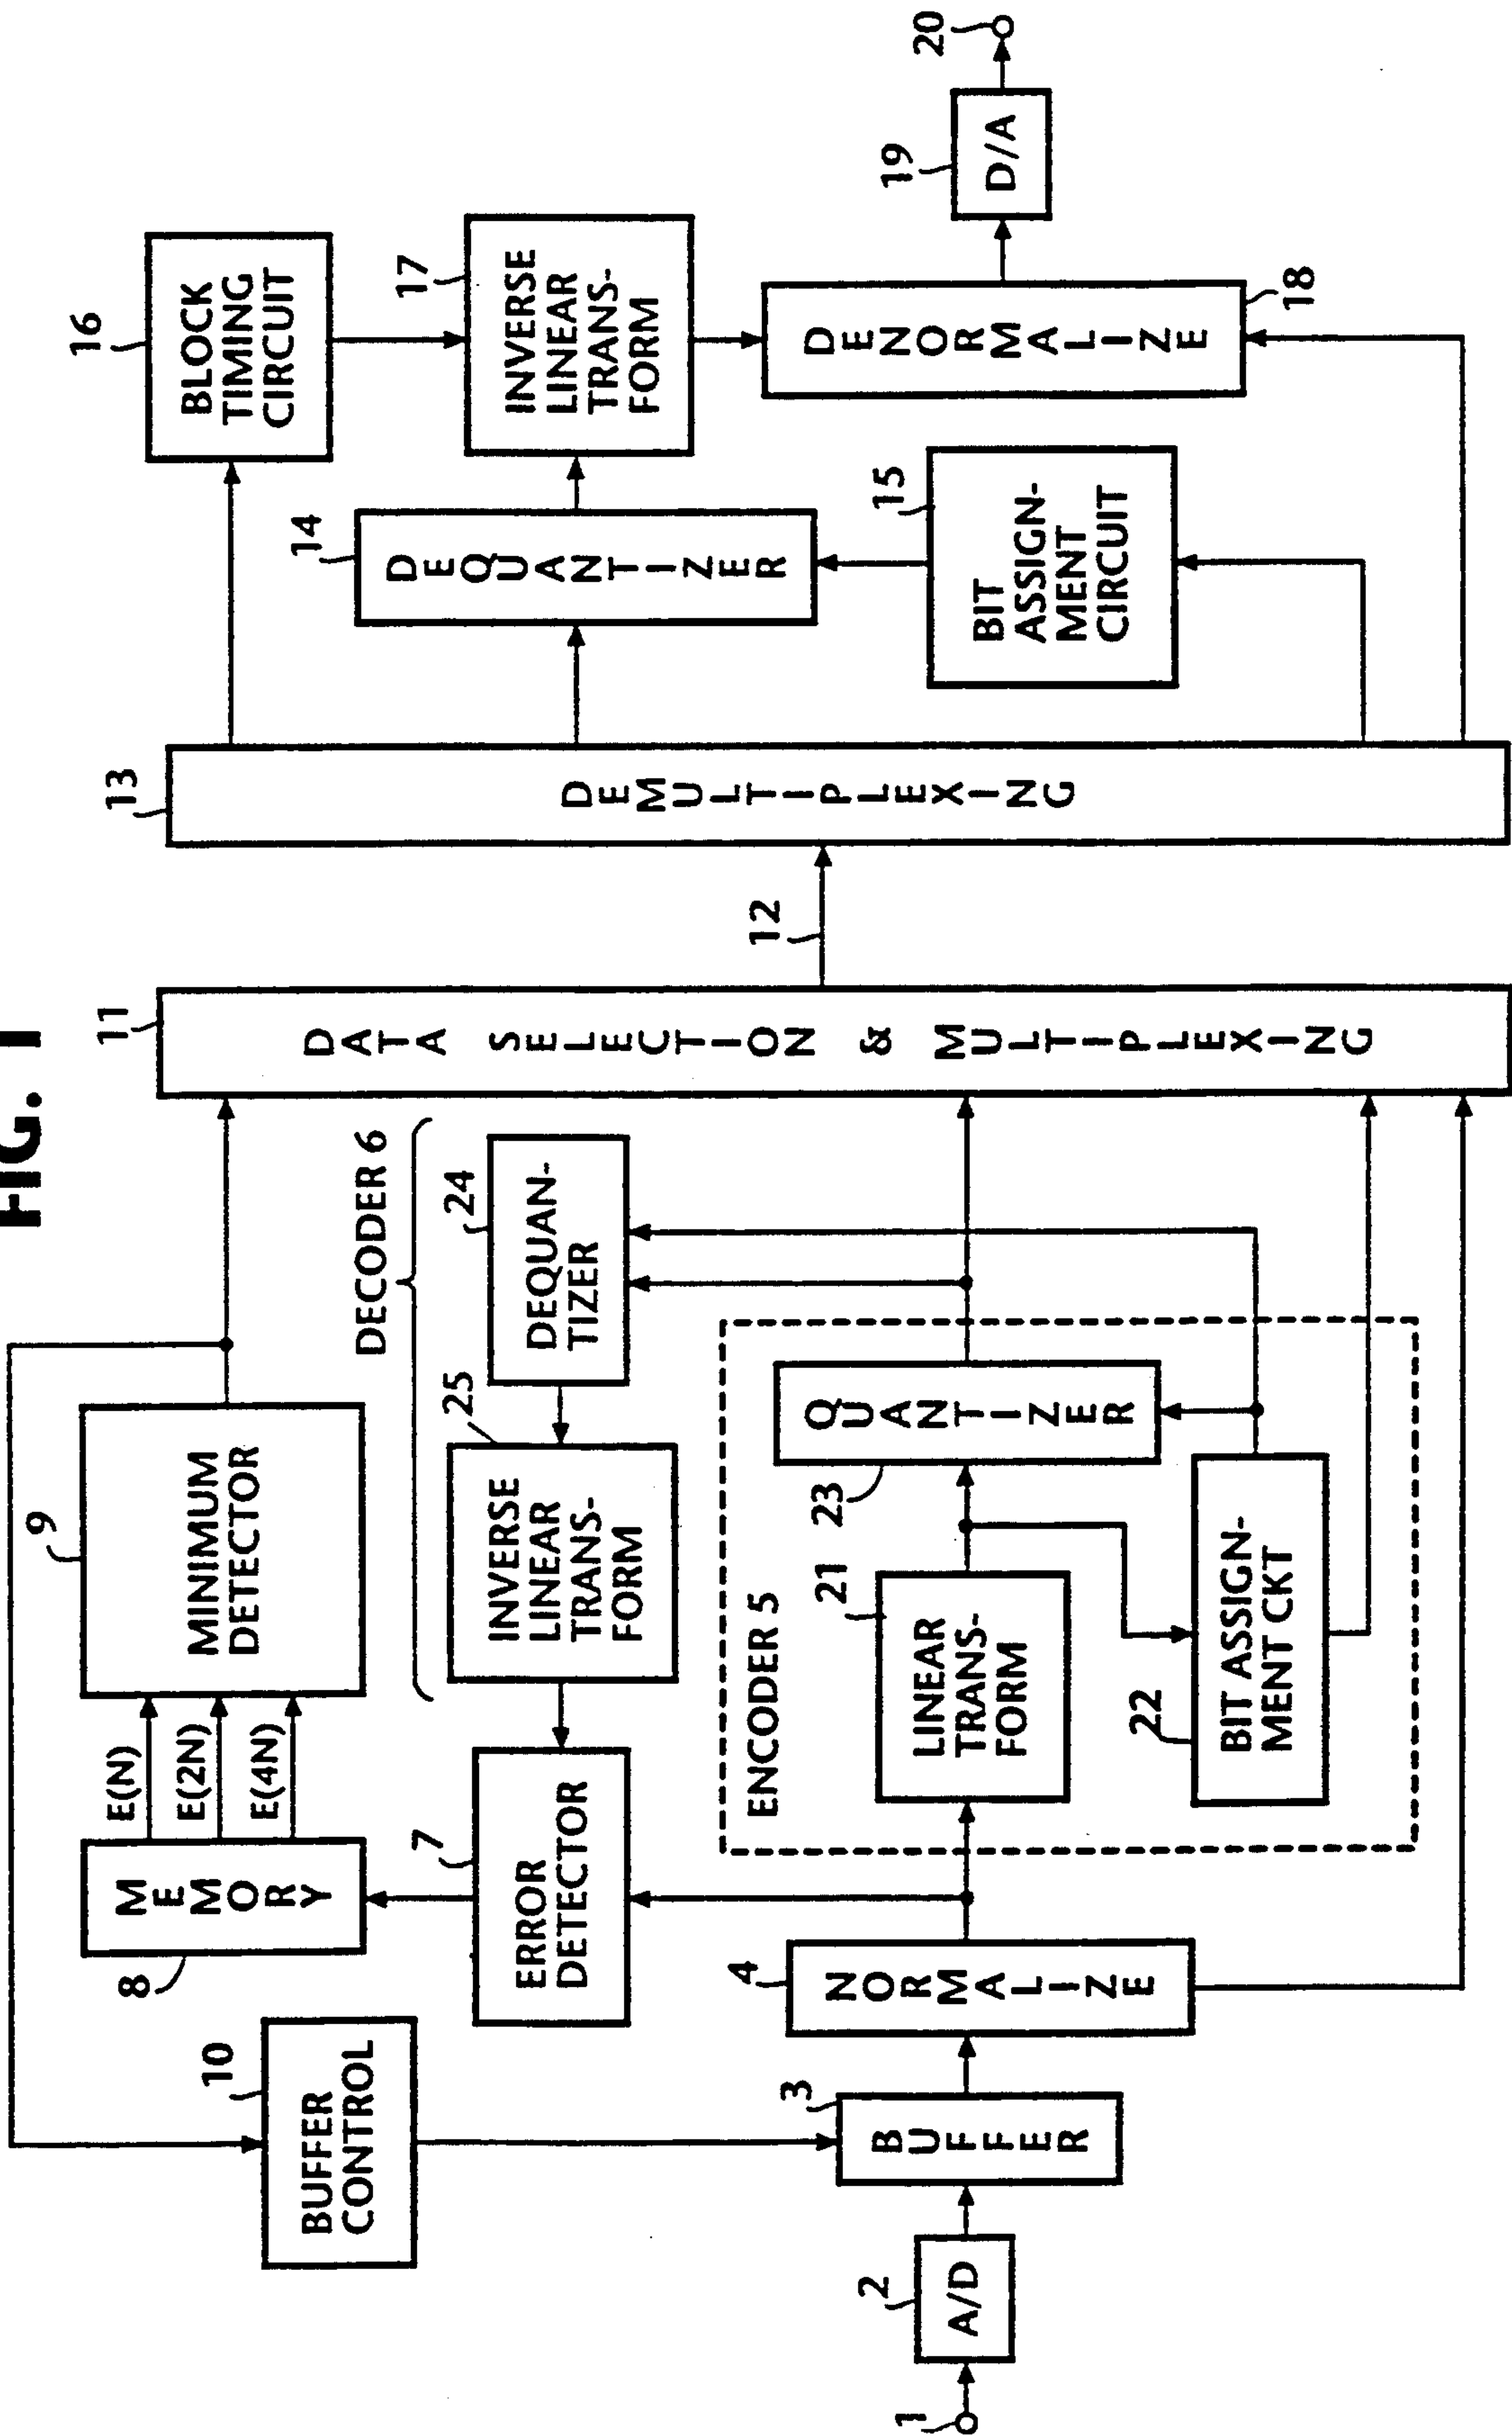 FIG. 1
1
2
A/D
3
BUFFER
10
BUFFER
CONTROL
4
NORMALIZE
8
MEMORY
E(N)
E(2N)
E(4N)
9
MINIMUM
DETECTOR
7
ERROR
DETECTOR
DECODER 6
25
INVERSE
LINEAR
TRANS-
FORM
24
DEQUAN-
TIZER
ENCODER 5
21
LINEAR
TRANS-
FORM
23
QUANTIZER
22
BIT ASSIGN-
MENT CKT
11
DATA SELECTION & MULTIPLEXING
12
13
DEMULTIPLEXING
14
DEQUANTIZER
15
BIT
ASSIGN-
MENT
CIRCUIT
16
BLOCK
TIMING
CIRCUIT
17
INVERSE
LINEAR
TRANS-
FORM
18
DENORMALIZE
19
D/A
20